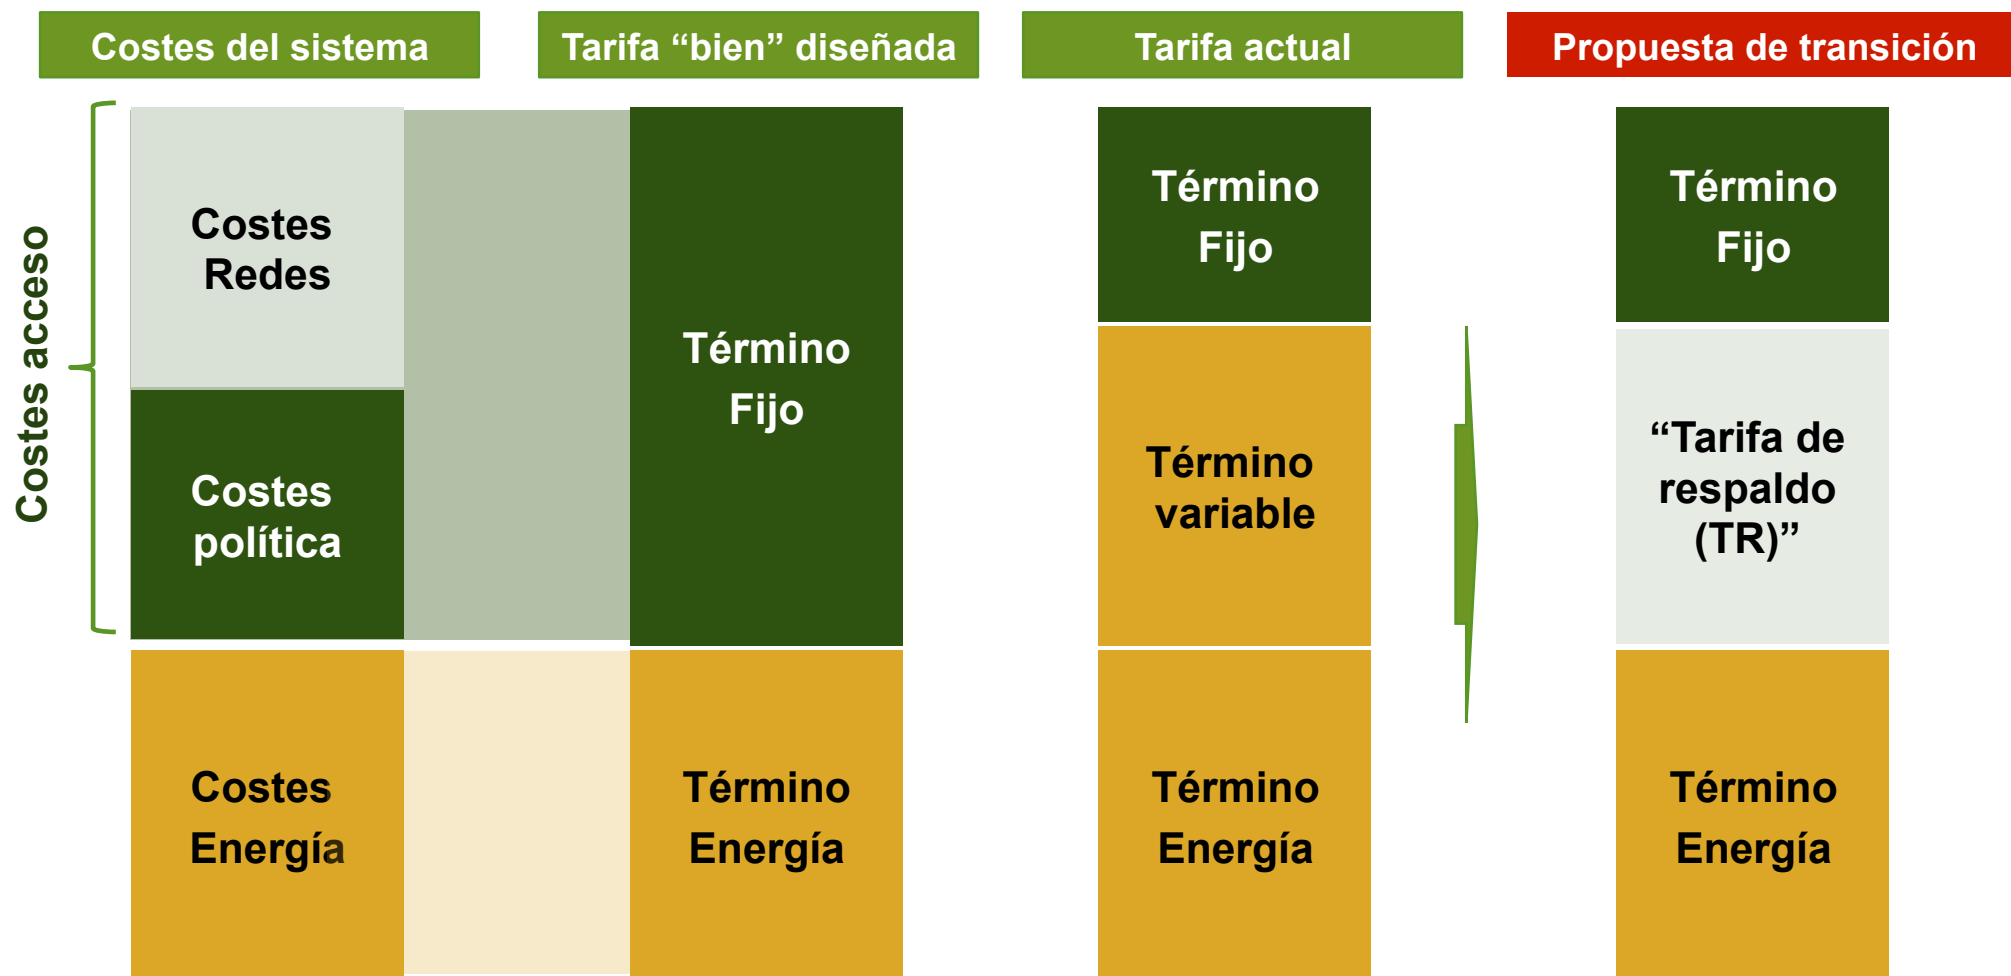 Costes del sistema
Tarifa “bien” diseñada
Tarifa actual
Propuesta de transición
Costes acceso
Costes
Redes
Costes
política
Costes
Energía
Término
Fijo
Término
Energía
Término
Fijo
Término
variable
Término
Energía
Término
Fijo
“Tarifa de
respaldo
(TR)”
Término
Energía